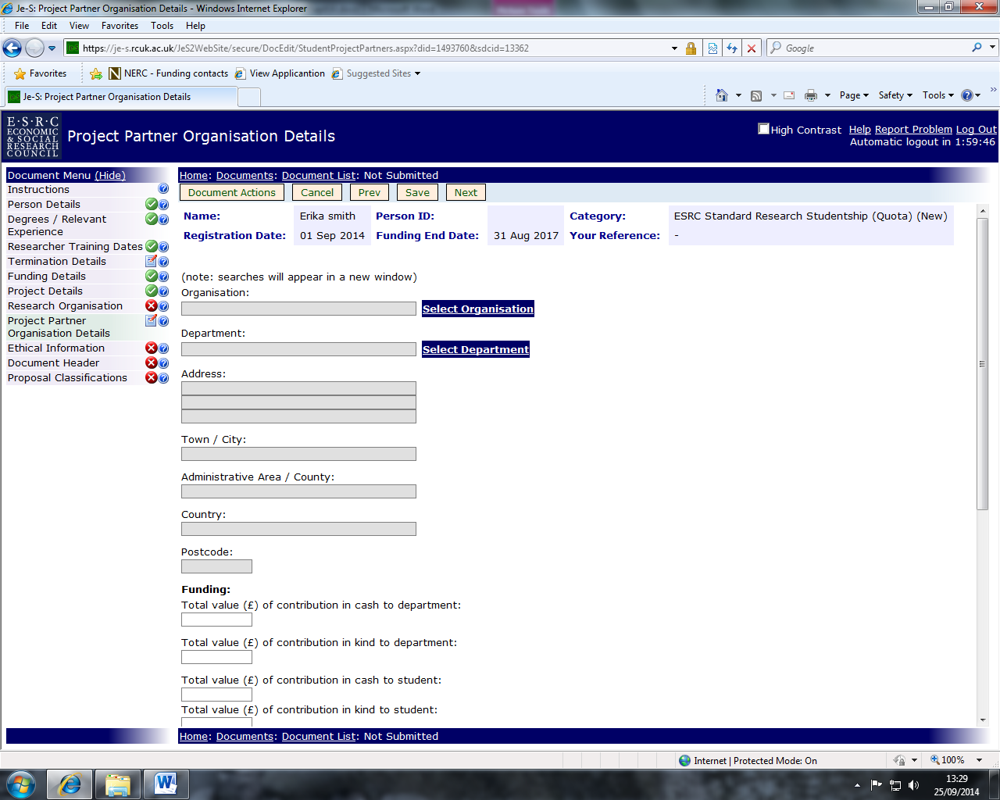 Je-S: Project Partner Organisation Details - Windows Internet Explorer
File Edit View Favorites Tools Help
https://je-s.rcuk.ac.uk/JeS2WebSite/secure/DocEdit/StudentProjectPartners.aspx?did=1493760&sdcid=13362
Google
Favorites NERC - Funding contacts View Applicantion Suggested Sites
Je-S: Project Partner Organisation Details
Page Safety Tools
E·S·R·C
ECONOMIC
& SOCIAL
RESEARCH
COUNCIL
Project Partner Organisation Details
High Contrast Help Report Problem Log Out
Automatic logout in 1:59:46
Document Menu (Hide)
Instructions
Person Details
Degrees / Relevant
Experience
Researcher Training Dates
Termination Details
Funding Details
Project Details
Research Organisation
Project Partner
Organisation Details
Ethical Information
Document Header
Proposal Classifications
Home: Documents: Document List: Not Submitted
Document Actions Cancel Prev Save Next
Name: Erika smith Person ID: Category: ESRC Standard Research Studentship (Quota) (New)
Registration Date: 01 Sep 2014 Funding End Date: 31 Aug 2017 Your Reference: -
(note: searches will appear in a new window)
Organisation:
Select Organisation
Department:
Select Department
Address:
Town / City:
Administrative Area / County:
Country:
Postcode:
Funding:
Total value (£) of contribution in cash to department:
Total value (£) of contribution in kind to department:
Total value (£) of contribution in cash to student:
Total value (£) of contribution in kind to student:
Home: Documents: Document List: Not Submitted
Internet | Protected Mode: On
100%
13:29
25/09/2014